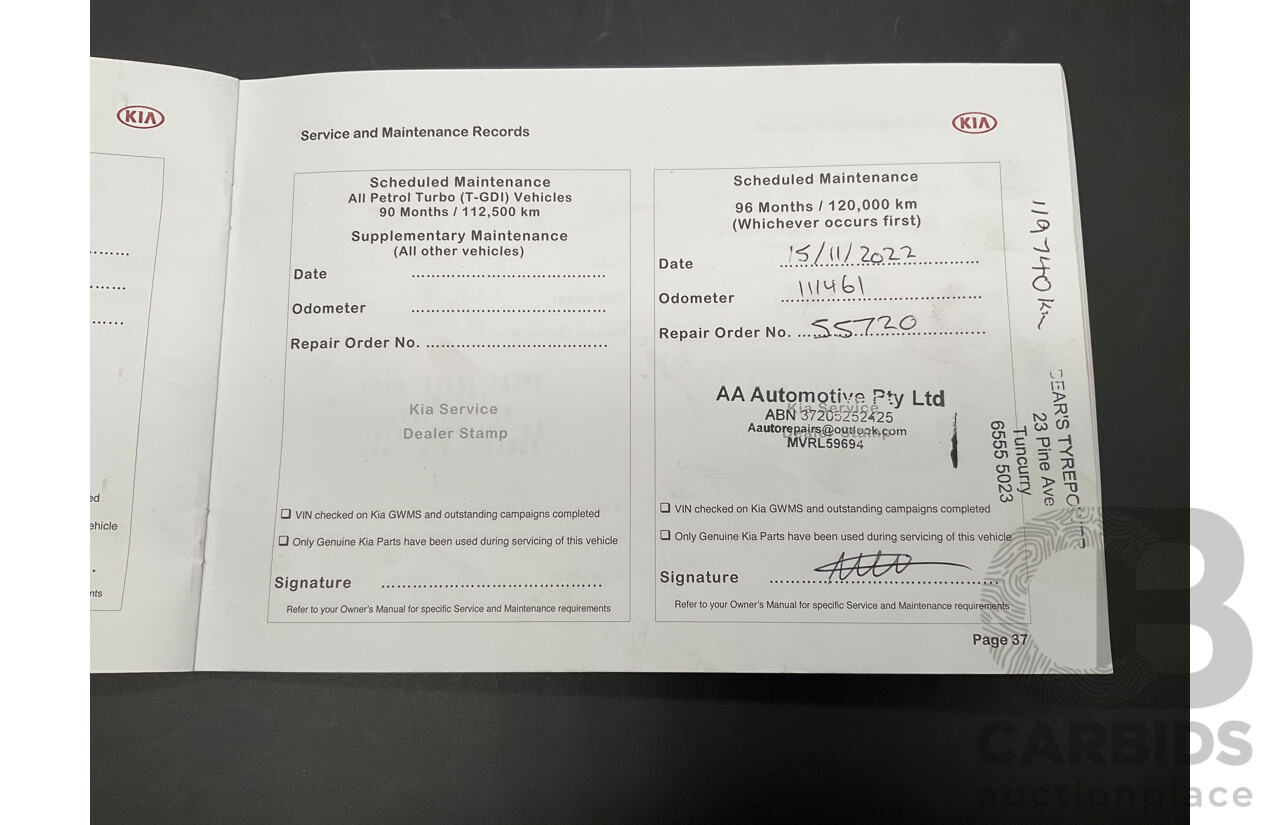 KIA
ed
ehicle
nts
Service and Maintenance Records
KIA
Scheduled Maintenance
All Petrol Turbo (T-GDI) Vehicles
90 Months / 112,500 km
Supplementary Maintenance
(All other vehicles)
Date
Odometer
Repair Order No.
Kia Service
Dealer Stamp
❑ VIN checked on Kia GWMS and outstanding campaigns completed
❑ Only Genuine Kia Parts have been used during servicing of this vehicle
Signature
Refer to your Owner's Manual for specific Service and Maintenance requirements
Scheduled Maintenance
96 Months / 120,000 km
(Whichever occurs first)
Date 15/11/2022
Odometer 111461
Repair Order No. 55720
AA Automotive Pty Ltd
Kia Service
ABN 37203252425
Aautorepairs@outlook.com
MVRL59694
❑ VIN checked on Kia GWMS and outstanding campaigns completed
❑ Only Genuine Kia Parts have been used during servicing of this vehicle
Signature
Refer to your Owner's Manual for specific Service and Maintenance requirements
Page 37
119740km
23 Pine Ave
Tuncurry
6555 5023
CARBIDS
auctionplace